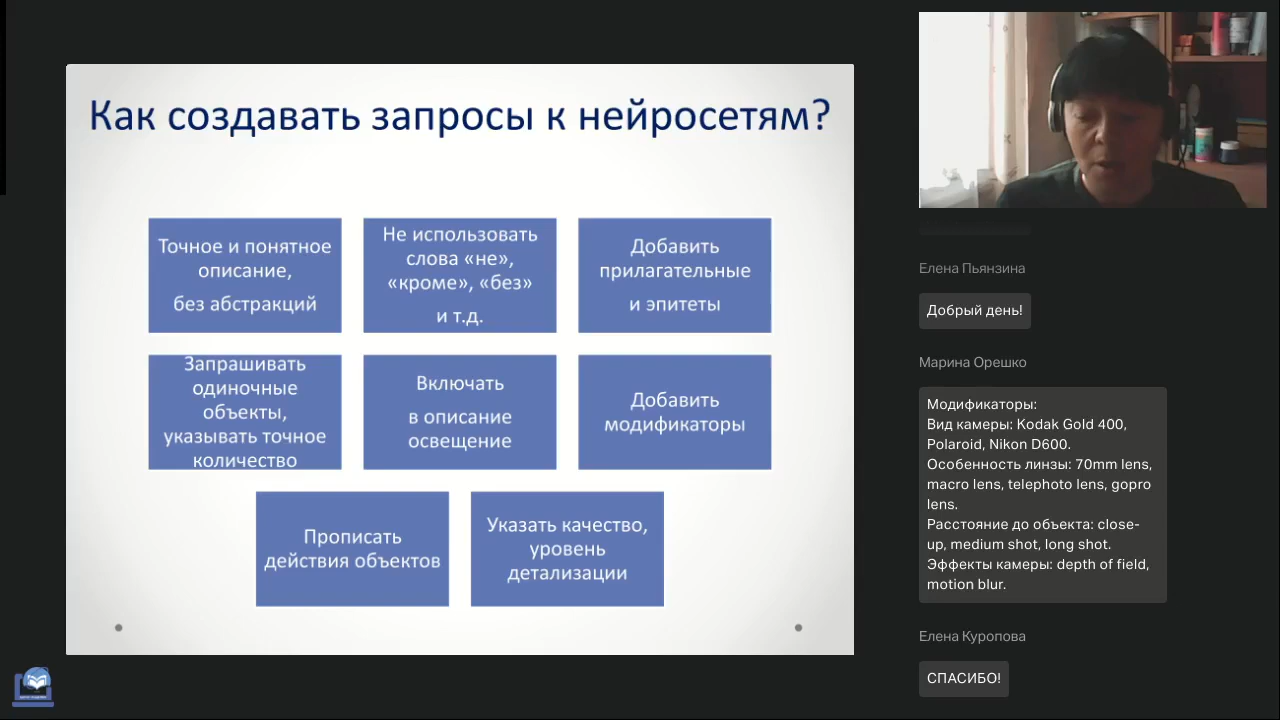 Как создавать запросы к нейросетям?
Точное и понятное
описание,
без абстракций
Не использовать
слова «не»,
«кроме», «без»
и т.д.
Добавить
прилагательные
и эпитеты
Запрашивать
одиночные
объекты,
указывать точное
количество
Включать
в описание
освещение
Добавить
модификаторы
Прописать
действия объектов
Указать качество,
уровень
детализации
Елена Пьянзина
Добрый день!
Марина Орешко
Модификаторы:
Вид камеры: Kodak Gold 400,
Polaroid, Nikon D600.
Особенность линзы: 70mm lens,
macro lens, telephoto lens, gopro
lens.
Расстояние до объекта: close-
up, medium shot, long shot.
Эффекты камеры: depth of field,
motion blur.
Елена Куропова
СПАСИБО!